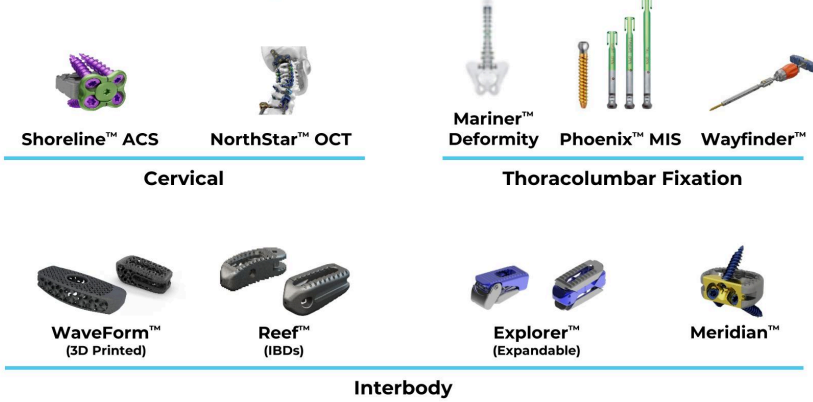 Shoreline™ ACS
NorthStar™ OCT
Mariner™
Deformity
Phoenix™ MIS
Wayfinder™
Cervical
Thoracolumbar Fixation
WaveForm™
(3D Printed)
Reef™
(IBDs)
Explorer™
(Expandable)
Meridian™
Interbody